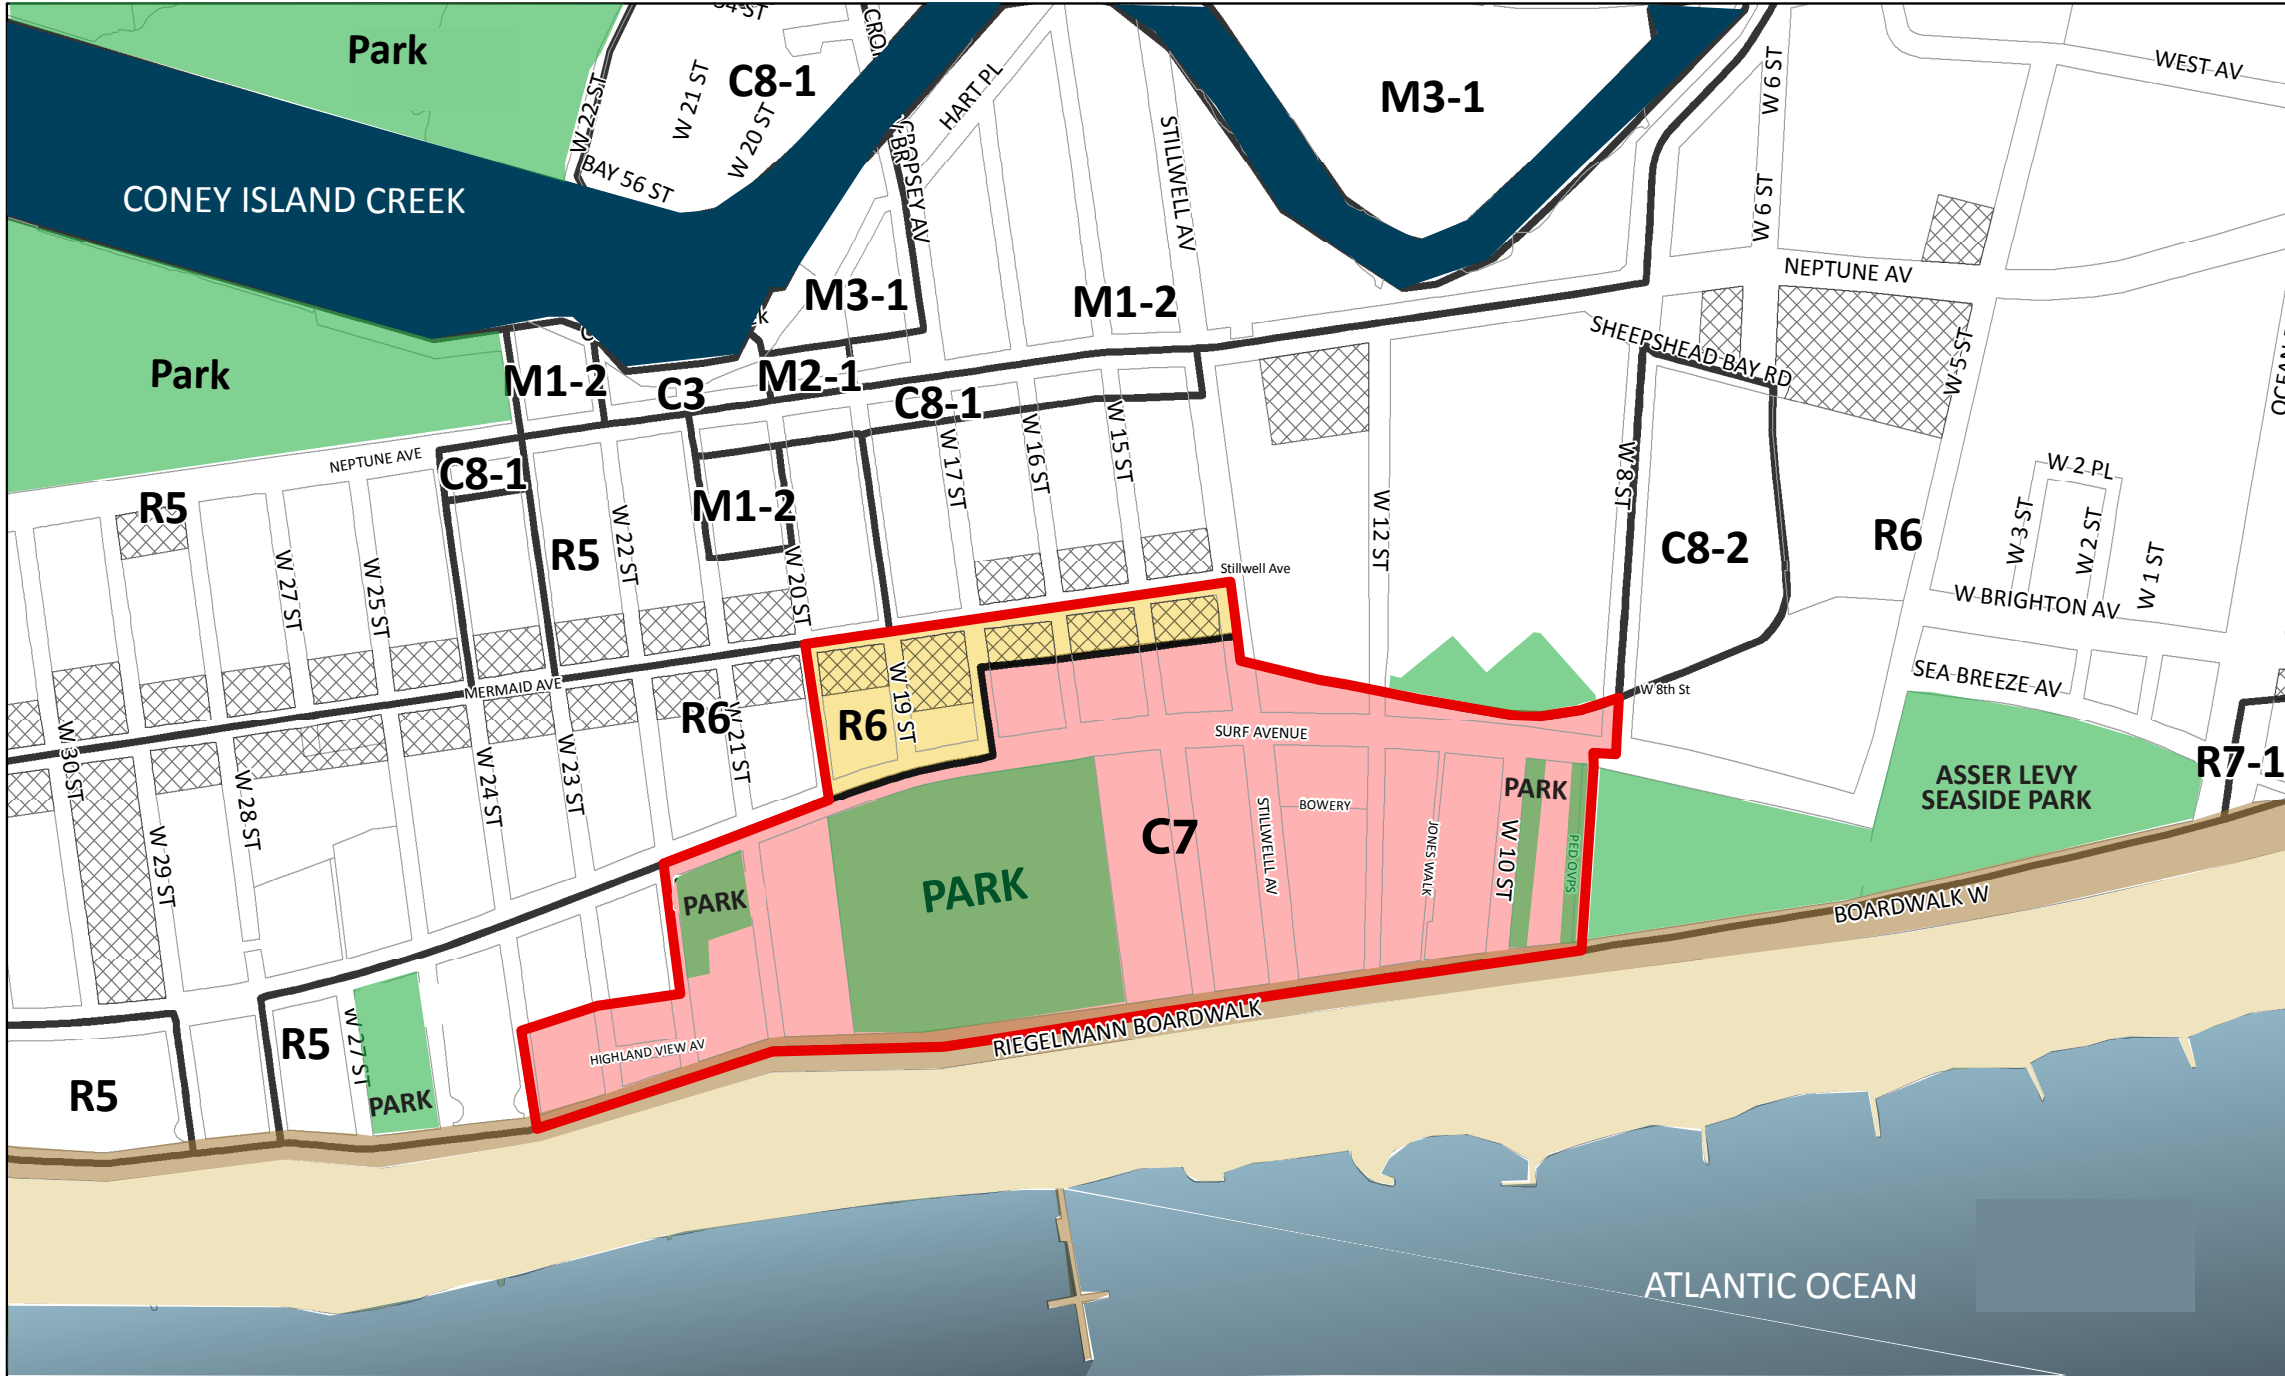 Park
C8-1
W 22 ST
W 21 ST
W 20 ST
BAY 56 ST
HART PL
CROPSEY AV
STILLWELL AV
M3-1
W 6 ST
WEST AV
CONEY ISLAND CREEK
W 6 ST
NEPTUNE AV
M3-1
M1-2
SHEEPSHEAD BAY RD
W 5 ST
Park
M1-2
C3
M2-1
C8-1
NEPTUNE AVE
C8-1
R5
W 17 ST
W 16 ST
W 15 ST
W 12 ST
W 8 ST
W 2 PL
W 3 ST
W 2 ST
W 1 ST
M1-2
R5
W 22 ST
W 20 ST
W 27 ST
W 25 ST
Stillwell Ave
C8-2
R6
W BRIGHTON AV
SEA BREEZE AV
MERMAID AVE
W 8th St
R6
W 21 ST
R6
W 19 ST
SURF AVENUE
W 30 ST
W 28 ST
W 24 ST
W 23 ST
W 29 ST
PARK
PARK
C7
STILLWELLL AV
BOWERY
JONES WALK
W 10 ST
PARK
PED OVPS
ASSER LEVY
SEASIDE PARK
R7-1
BOARDWALK W
RIEGELMANN BOARDWALK
HIGHLAND VIEW AV
R5
W 27 ST
PARK
R5
ATLANTIC OCEAN